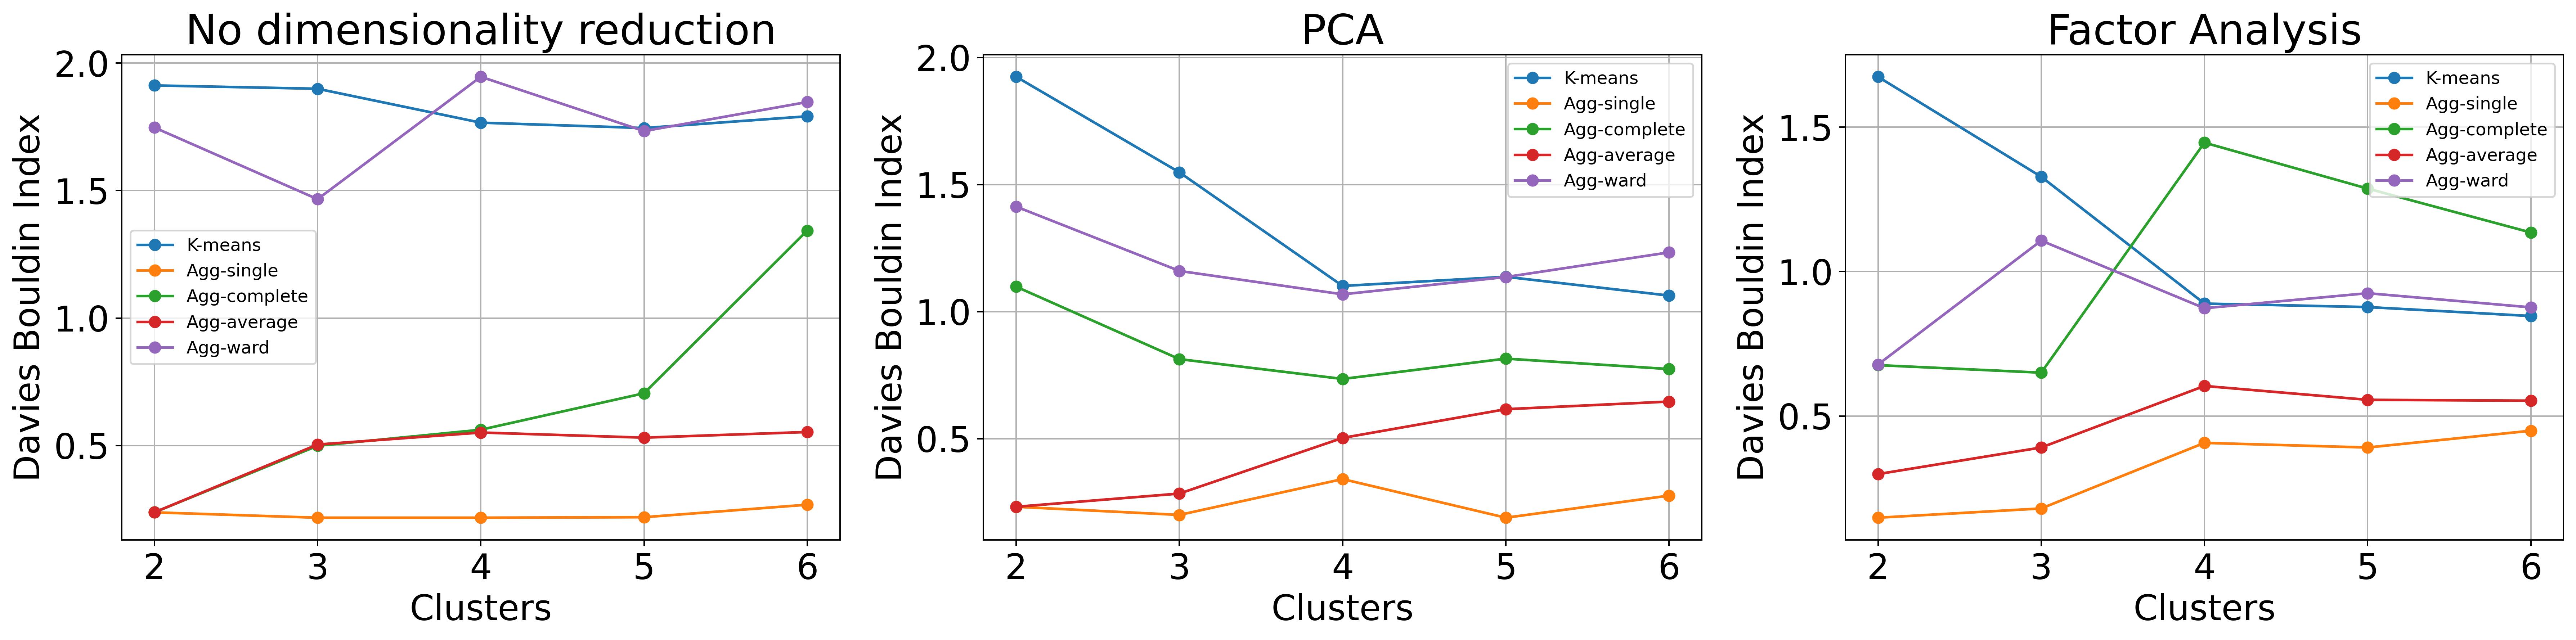 No dimensionality reduction
2.0
1.5
1.0
0.5
Davies Bouldin Index
K-means
Agg-single
Agg-complete
Agg-average
Agg-ward
2 3 4 5 6
Clusters
PCA
2.0
1.5
1.0
0.5
Davies Bouldin Index
K-means
Agg-single
Agg-complete
Agg-average
Agg-ward
2 3 4 5 6
Clusters
Factor Analysis
1.5
1.0
0.5
Davies Bouldin Index
K-means
Agg-single
Agg-complete
Agg-average
Agg-ward
2 3 4 5 6
Clusters